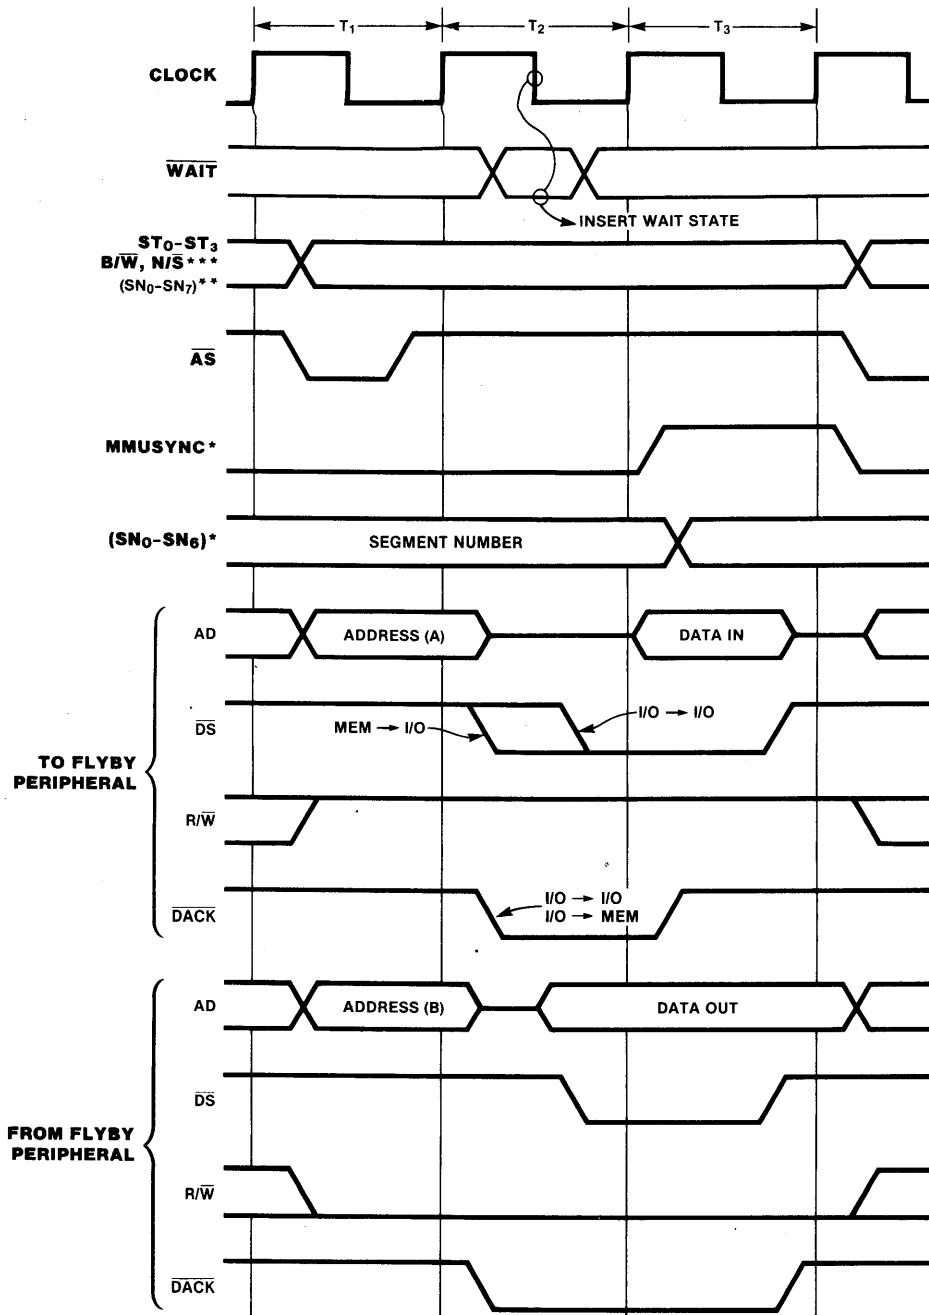 T1 T2 T3
CLOCK
WAIT
INSERT WAIT STATE
ST0–ST3
B/W, N/S***
(SN0–SN7)**
AS
MMUSYNC*
(SN0–SN6)*
SEGMENT NUMBER
TO FLYBY
PERIPHERAL
AD
ADDRESS (A)
DATA IN
DS
MEM → I/O
I/O → I/O
R/W
DACK
I/O → I/O
I/O → MEM
FROM FLYBY
PERIPHERAL
AD
ADDRESS (B)
DATA OUT
DS
R/W
DACK